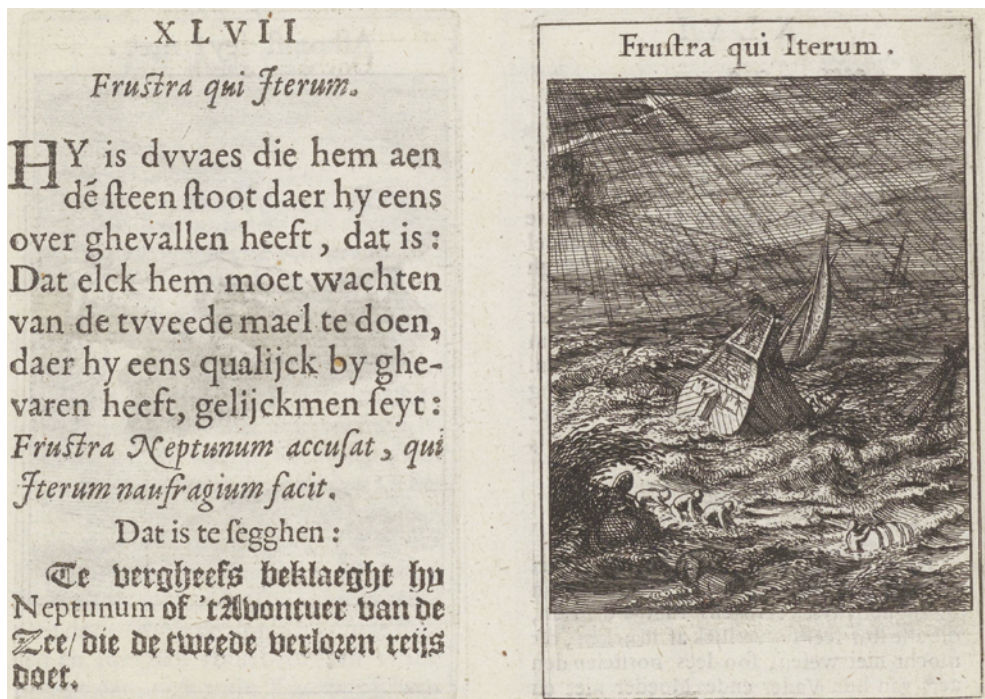 XLVII
Fruſtra qui Iterum.
HY is dvvaes die hem aen
dé ſteen ſtoot daer hy eens
over ghevallen heeft, dat is:
Dat elck hem moet wachten
van de tvveede mael te doen,
daer hy eens qualijck by ghe-
varen heeft, gelijckmen ſeyt:
Fruſtra Neptunum accuſat, qui
Iterum naufragium facit.
Dat is te ſegghen:
Te vergheefs beklaeght hy
Neptunum of 'tAvontuer van de
Zee/ die de tweede verlozen reijs
doet.
Fruſtra qui Iterum.